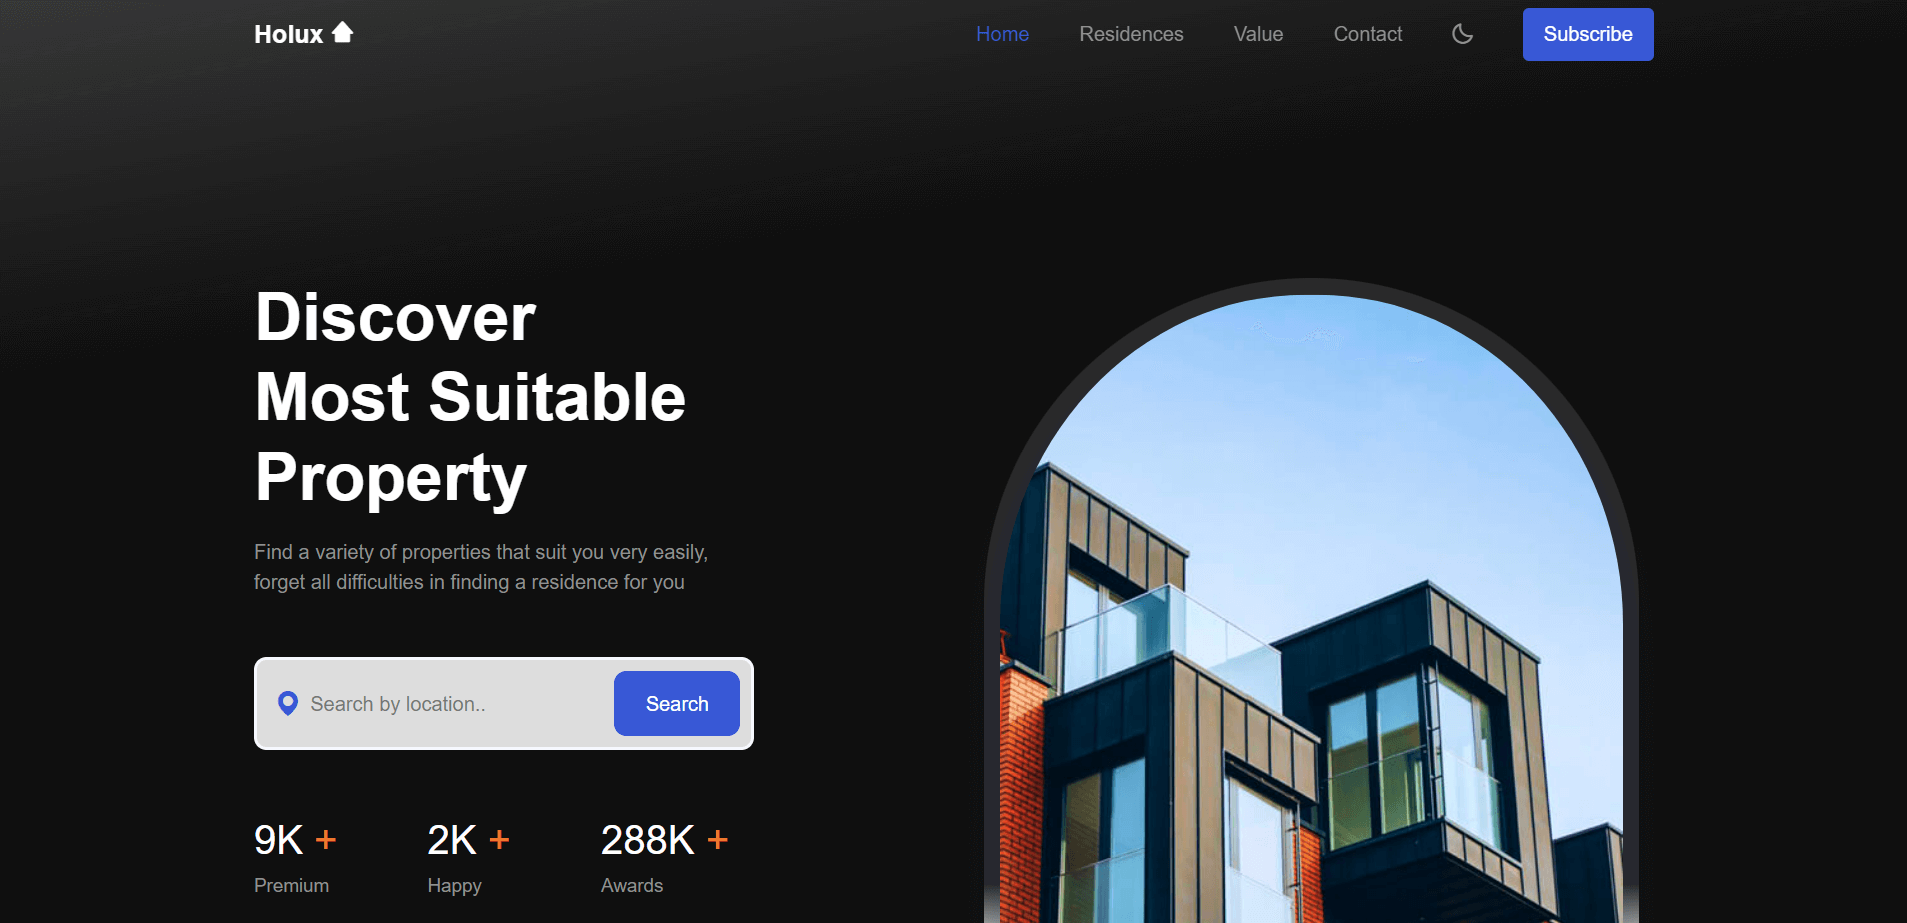 Holux
Home
Residences
Value
Contact
Subscribe
Discover
Most Suitable
Property
Find a variety of properties that suit you very easily,
forget all difficulties in finding a residence for you
Search by location..
Search
9K +
2K +
288K +
Premium
Happy
Awards